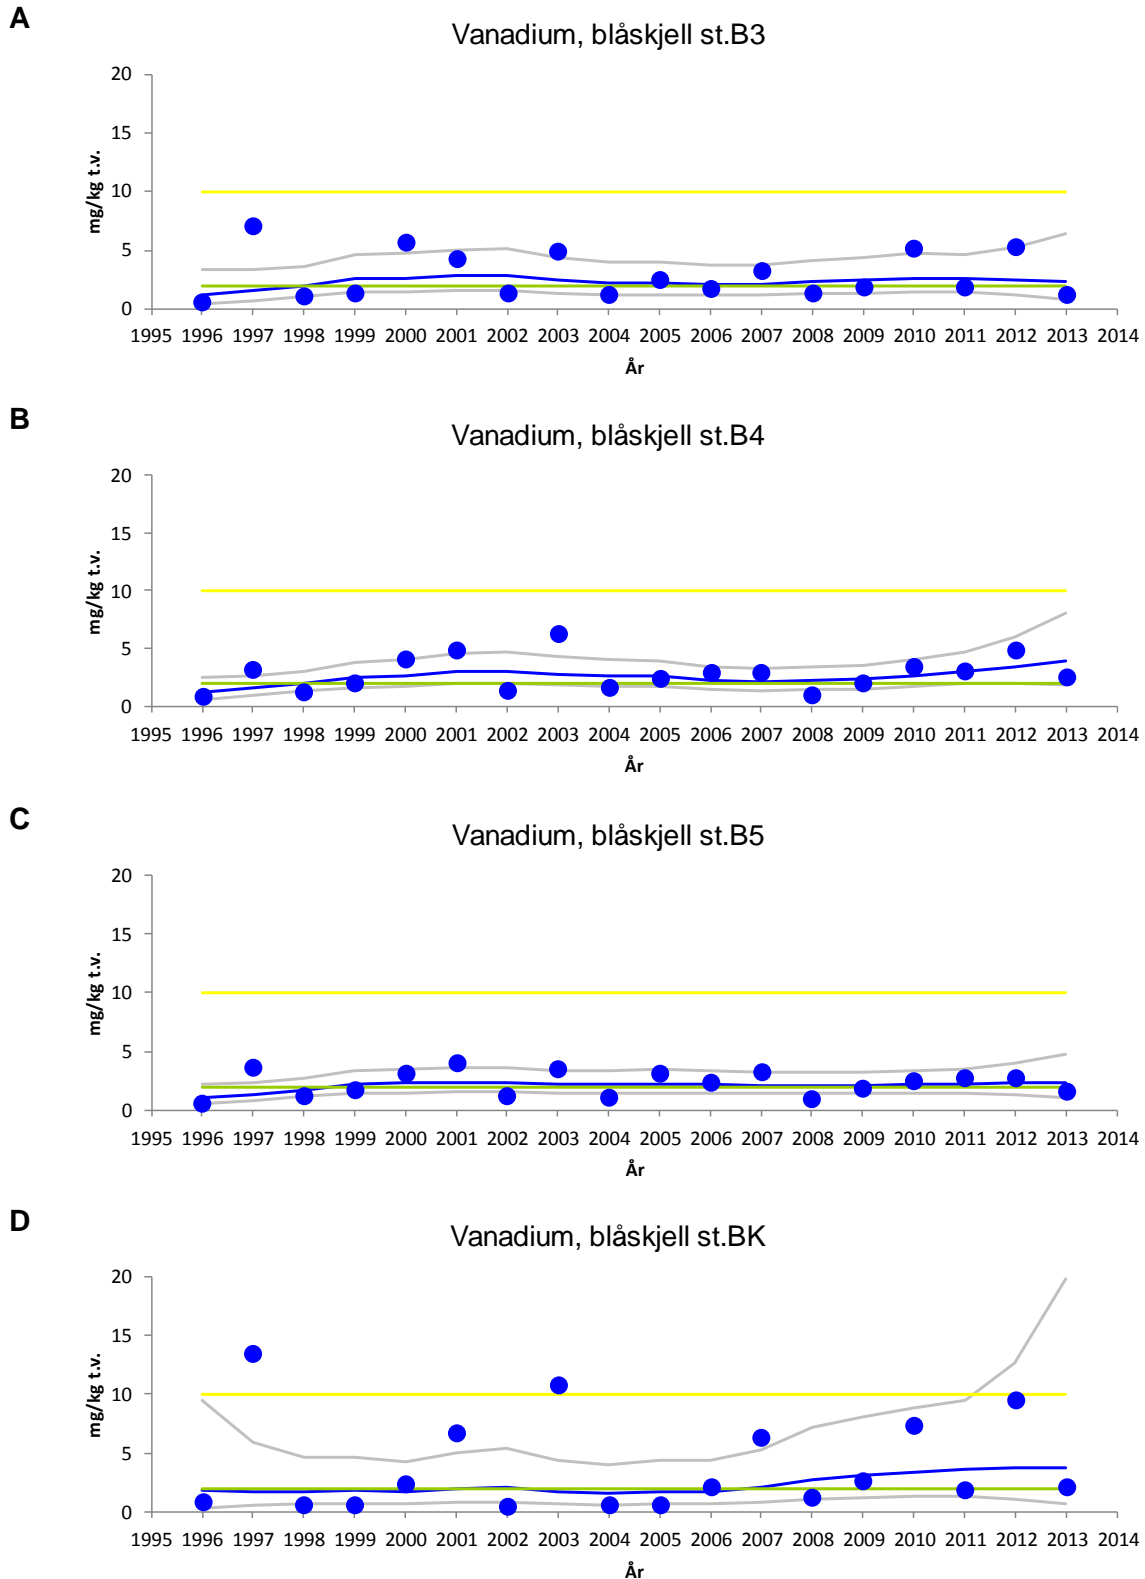 A
Vanadium, blåskjell st.B3
20
15
10
5
0
mg/kg t.v.
1995 1996 1997 1998 1999 2000 2001 2002 2003 2004 2005 2006 2007 2008 2009 2010 2011 2012 2013 2014
År
B
Vanadium, blåskjell st.B4
20
15
10
5
0
mg/kg t.v.
1995 1996 1997 1998 1999 2000 2001 2002 2003 2004 2005 2006 2007 2008 2009 2010 2011 2012 2013 2014
År
C
Vanadium, blåskjell st.B5
20
15
10
5
0
mg/kg t.v.
1995 1996 1997 1998 1999 2000 2001 2002 2003 2004 2005 2006 2007 2008 2009 2010 2011 2012 2013 2014
År
D
Vanadium, blåskjell st.BK
20
15
10
5
0
mg/kg t.v.
1995 1996 1997 1998 1999 2000 2001 2002 2003 2004 2005 2006 2007 2008 2009 2010 2011 2012 2013 2014
År